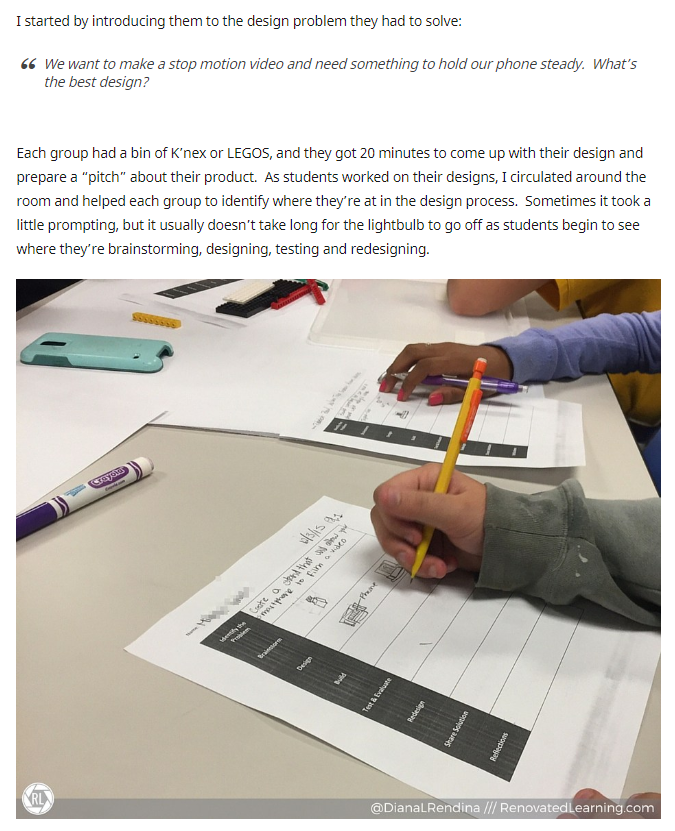 I started by introducing them to the design problem they had to solve:
“ We want to make a stop motion video and need something to hold our phone steady.  What’s
the best design?
Each group had a bin of K’nex or LEGOS, and they got 20 minutes to come up with their design and
prepare a “pitch” about their product.  As students worked on their designs, I circulated around the
room and helped each group to identify where they’re at in the design process.  Sometimes it took a
little prompting, but it usually doesn’t take long for the lightbulb to go off as students begin to see
where they’re brainstorming, designing, testing and redesigning.
Crayola
Name
Identify the
Problem
Create a stand that will allow your
smartphone to film a video
Brainstorm
Design
Phone
Build
Test & Evaluate
Redesign
Share Solution
Reflections
RL
@DianaLRendina /// RenovatedLearning.com